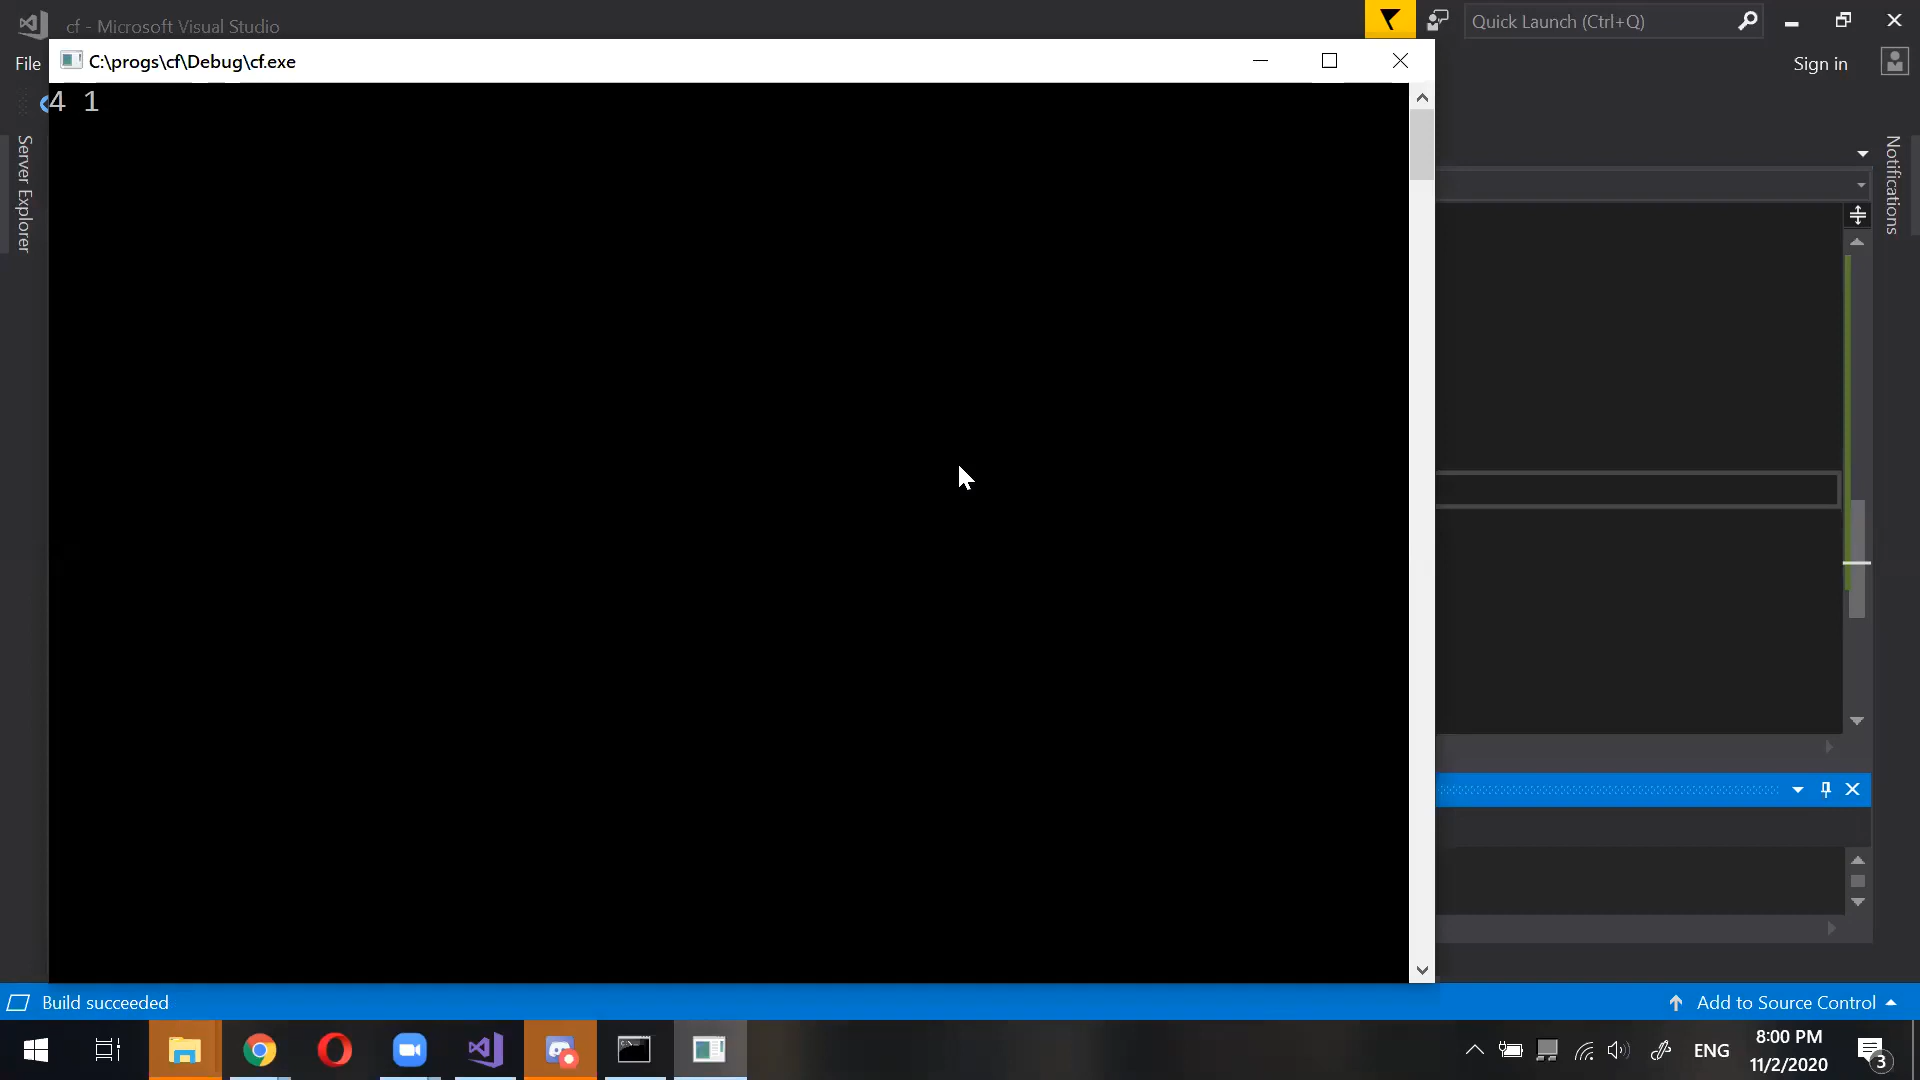 cf - Microsoft Visual Studio
Quick Launch (Ctrl+Q)
File
C:\progs\cf\Debug\cf.exe
Sign in
4 1
Server Explorer
Notifications
Build succeeded
Add to Source Control
ENG
8:00 PM
11/2/2020
3